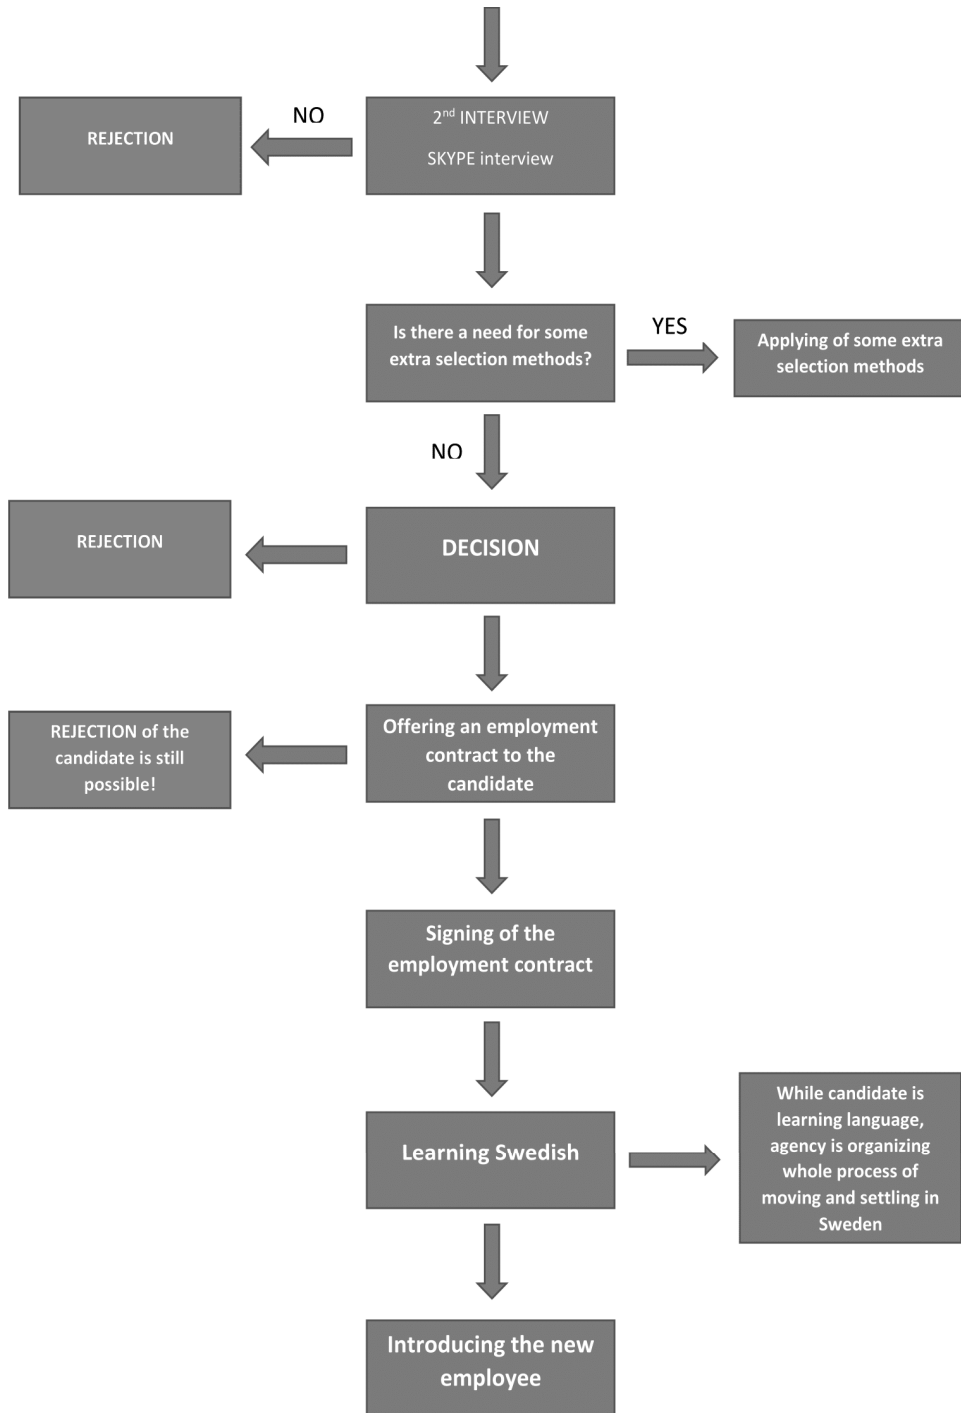 NO
REJECTION
2nd INTERVIEW
SKYPE interview
Is there a need for some
extra selection methods?
YES
Applying of some extra
selection methods
NO
REJECTION
DECISION
REJECTION of the
candidate is still
possible!
Offering an employment
contract to the
candidate
Signing of the
employment contract
Learning Swedish
While candidate is
learning language,
agency is organizing
whole process of
moving and settling in
Sweden
Introducing the new
employee